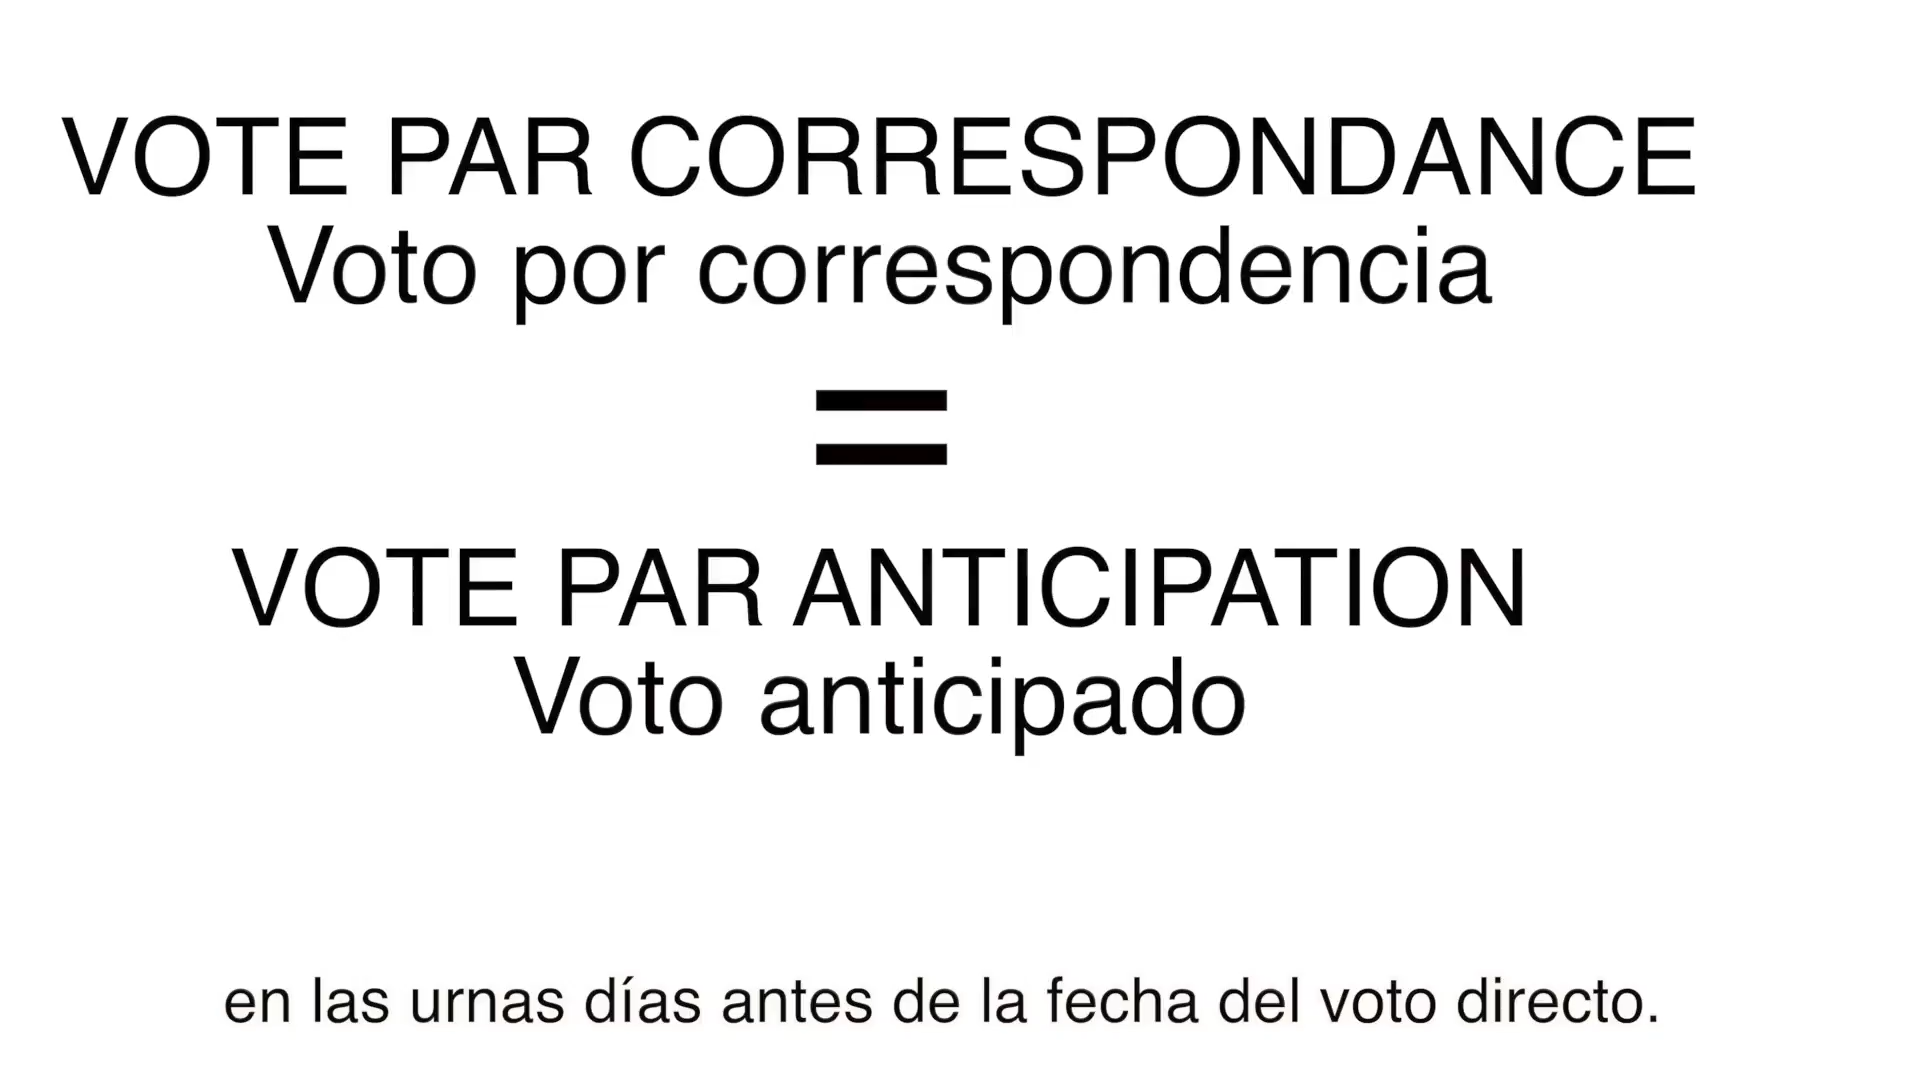 VOTE PAR CORRESPONDANCE
Voto por correspondencia
=
VOTE PAR ANTICIPATION
Voto anticipado
en las urnas días antes de la fecha del voto directo.